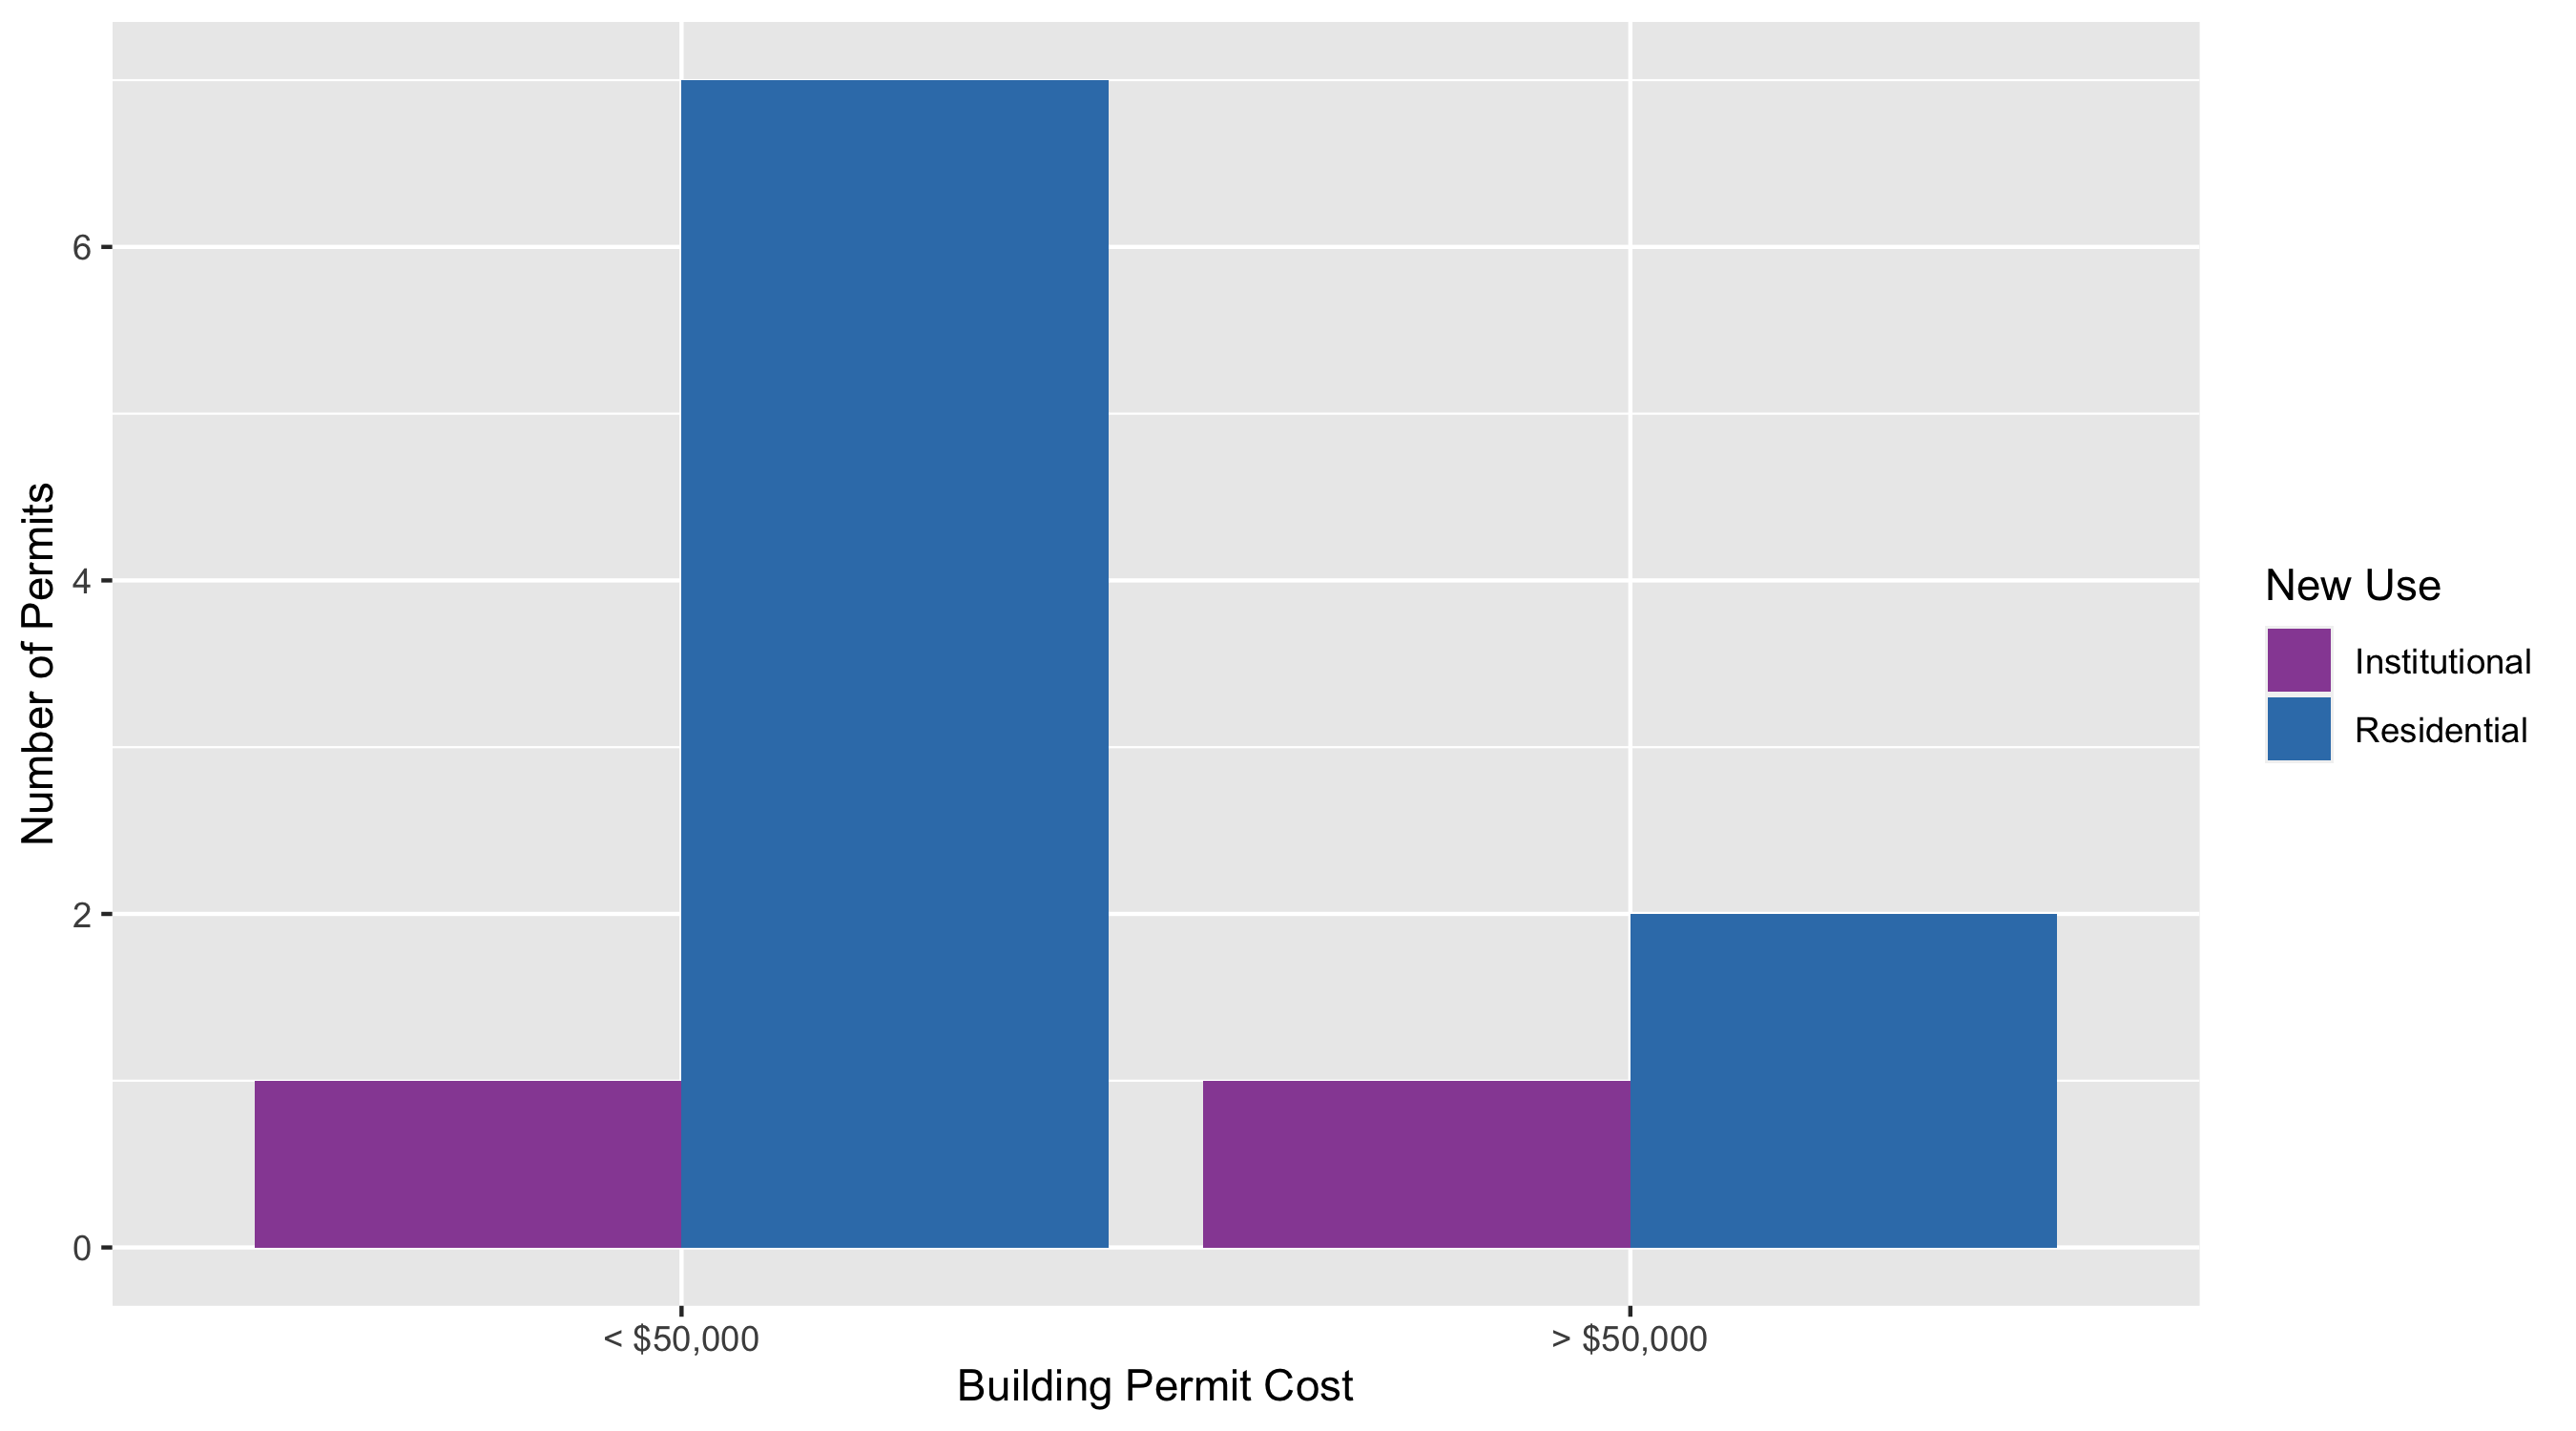 Number of Permits
6
4
2
0
< $50,000
> $50,000
Building Permit Cost
New Use
Institutional
Residential